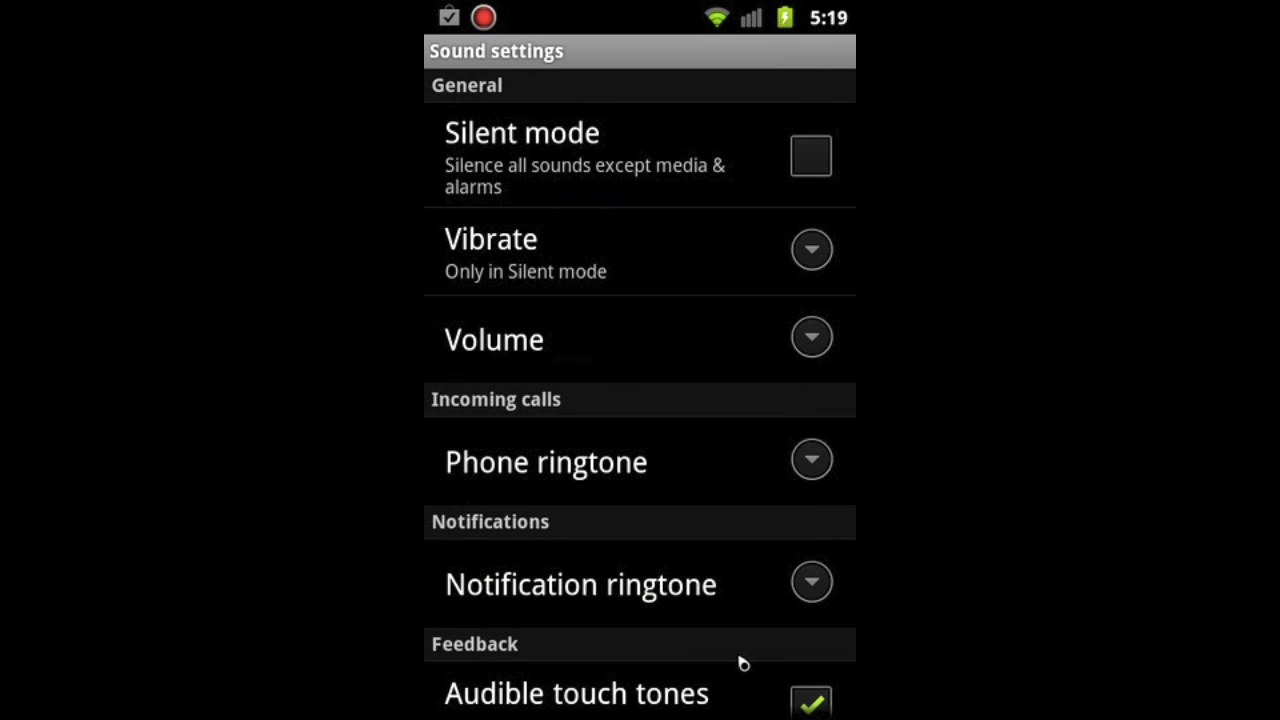 5:19
Sound settings
General
Silent mode
Silence all sounds except media &
alarms
Vibrate
Only in Silent mode
Volume
Incoming calls
Phone ringtone
Notifications
Notification ringtone
Feedback
Audible touch tones